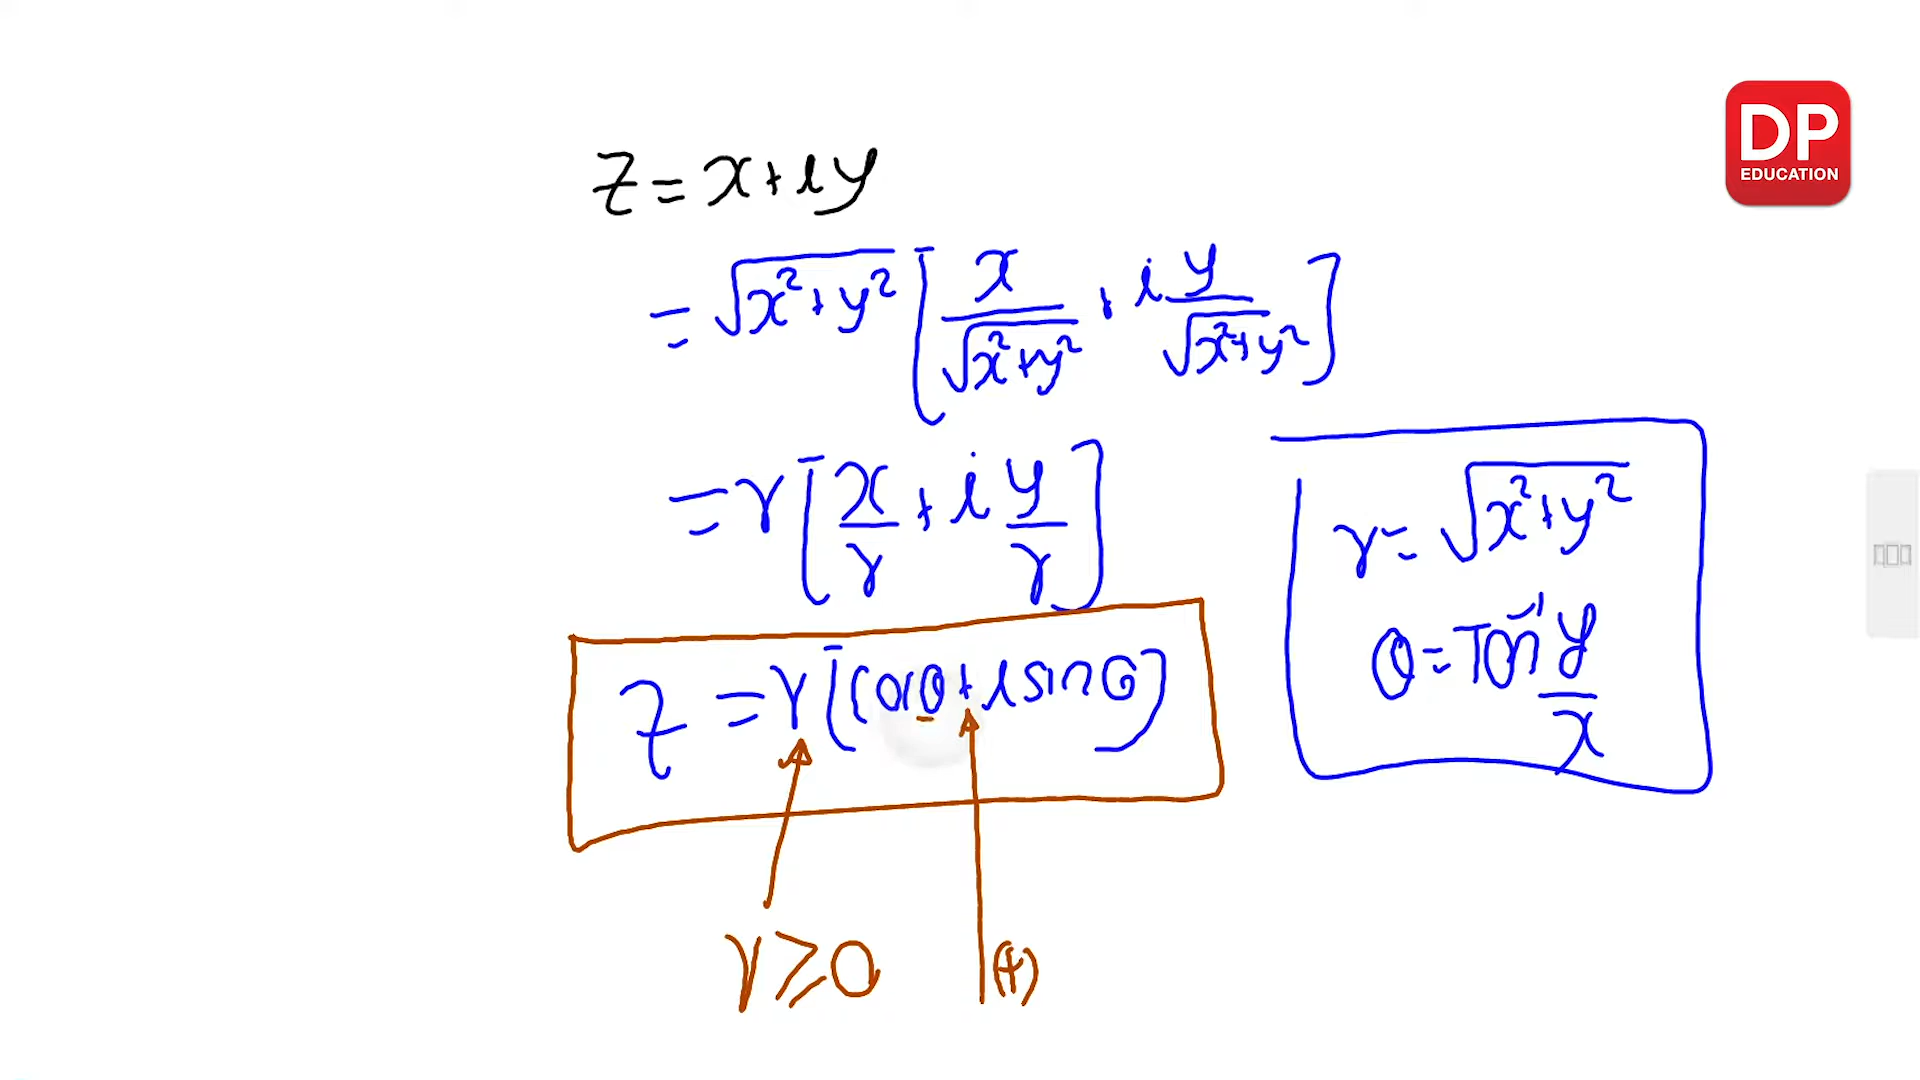 DP
EDUCATION
z = x + iy
= √(x² + y²) [ x/√(x² + y²) + i y/√(x² + y²) ]
= r [ x/r + i y/r ]
r = √(x² + y²)
θ = Tan⁻¹ y/x
z = r [cosθ + i sinθ]
r ≥ 0
(+)